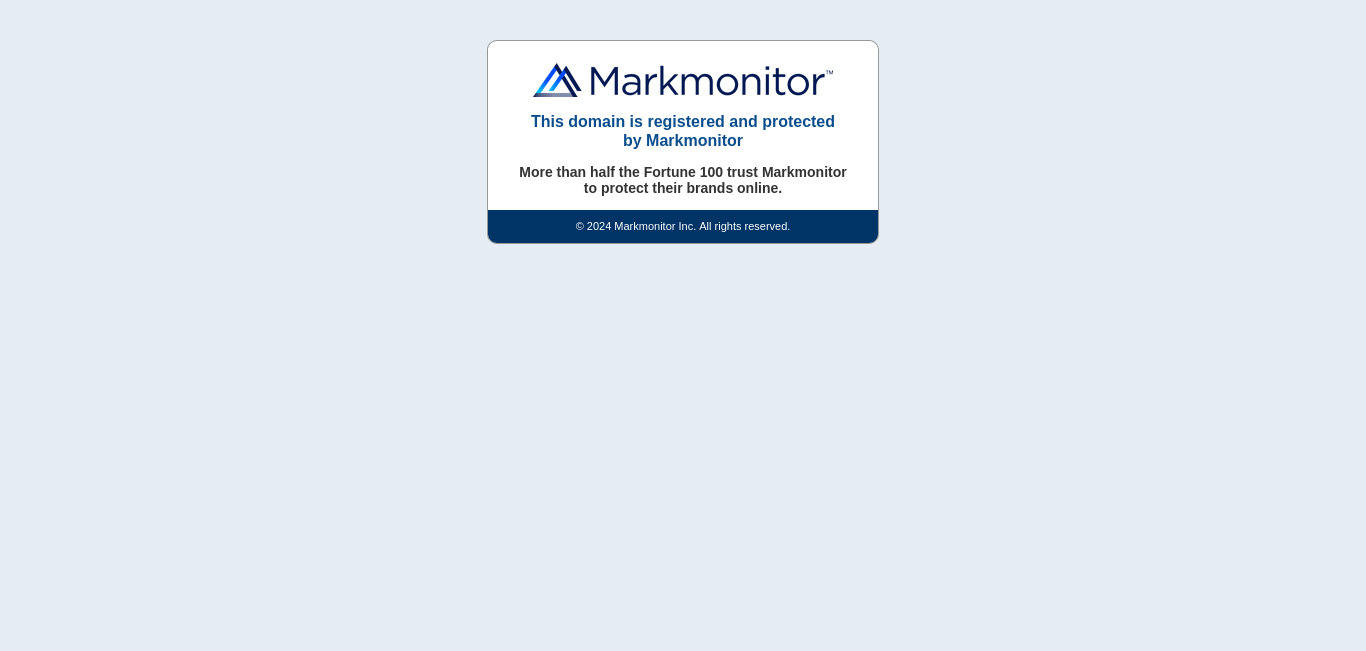 Markmonitor™
This domain is registered and protected
by Markmonitor
More than half the Fortune 100 trust Markmonitor
to protect their brands online.
© 2024 Markmonitor Inc. All rights reserved.